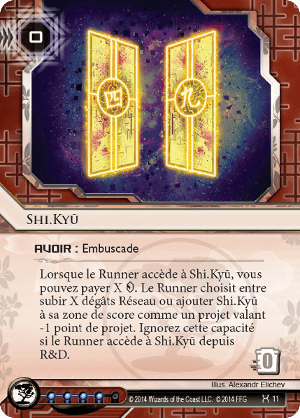 0
四 九
SHI.KYŪ
AVOIR : Embuscade
Lorsque le Runner accède à Shi.Kyū, vous
pouvez payer X. Le Runner choisit entre
subir X dégâts Réseau ou ajouter Shi.Kyū
à sa zone de score comme un projet valant
-1 point de projet. Ignorez cette capacité
si le Runner accède à Shi.Kyū depuis
R&D.
0
Illus. Alexandr Elichev
© 2014 Wizards of the Coast LLC. © 2014 FFG
11